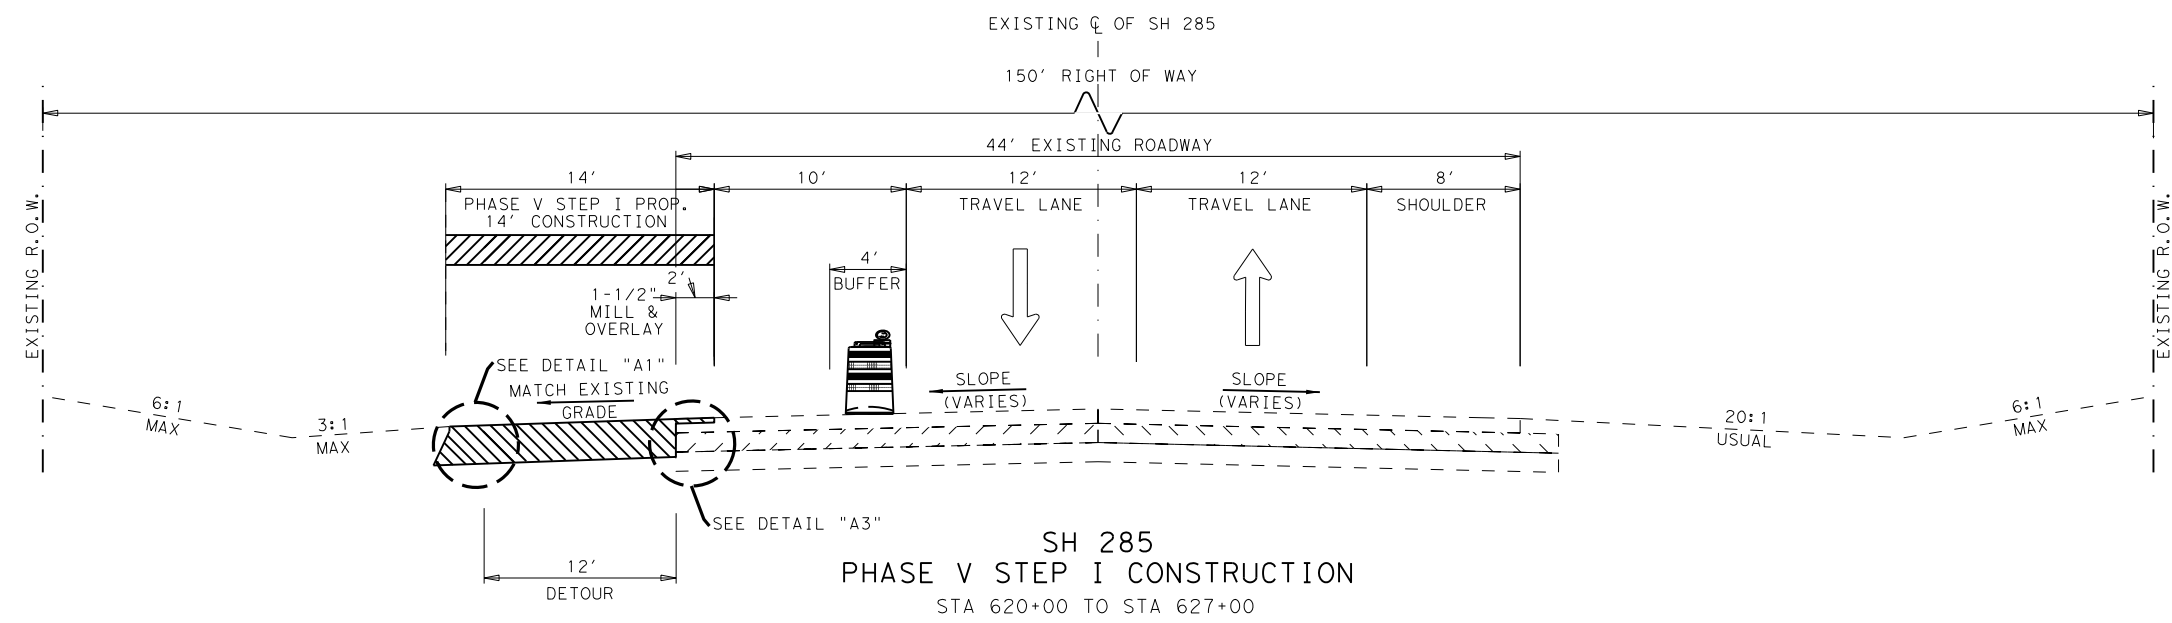 EXISTING ℄ OF SH 285
150' RIGHT OF WAY
44' EXISTING ROADWAY
14'
10'
12'
12'
8'
PHASE V STEP I PROP.
14' CONSTRUCTION
TRAVEL LANE
TRAVEL LANE
SHOULDER
EXISTING R.O.W.
EXISTING R.O.W.
4'
BUFFER
2'
1-1/2"
MILL &
OVERLAY
SEE DETAIL "A1"
MATCH EXISTING
GRADE
SLOPE
(VARIES)
SLOPE
(VARIES)
6:1
MAX
3:1
MAX
20:1
USUAL
6:1
MAX
SEE DETAIL "A3"
12'
DETOUR
SH 285
PHASE V STEP I CONSTRUCTION
STA 620+00 TO STA 627+00